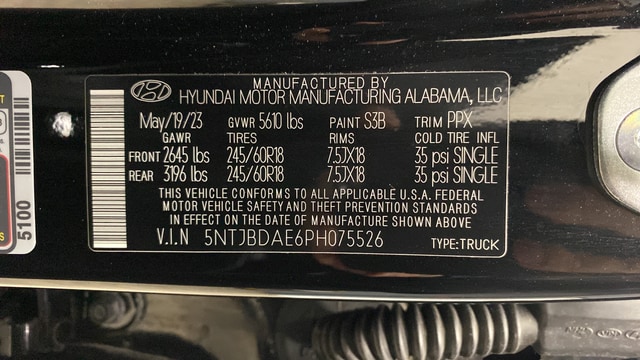 MANUFACTURED BY
HYUNDAI MOTOR MANUFACTURING ALABAMA, LLC
May/19/23 GVWR 5610 lbs PAINT S3B TRIM PPX
GAWR TIRES RIMS COLD TIRE INFL
FRONT 2645 lbs 245/60R18 7.5JX18 35 psi SINGLE
REAR 3196 lbs 245/60R18 7.5JX18 35 psi SINGLE
THIS VEHICLE CONFORMS TO ALL APPLICABLE U.S.A. FEDERAL
MOTOR VEHICLE SAFETY AND THEFT PREVENTION STANDARDS
IN EFFECT ON THE DATE OF MANUFACTURE SHOWN ABOVE
V.I.N 5NTJBDAE6PH075526 TYPE:TRUCK
5100